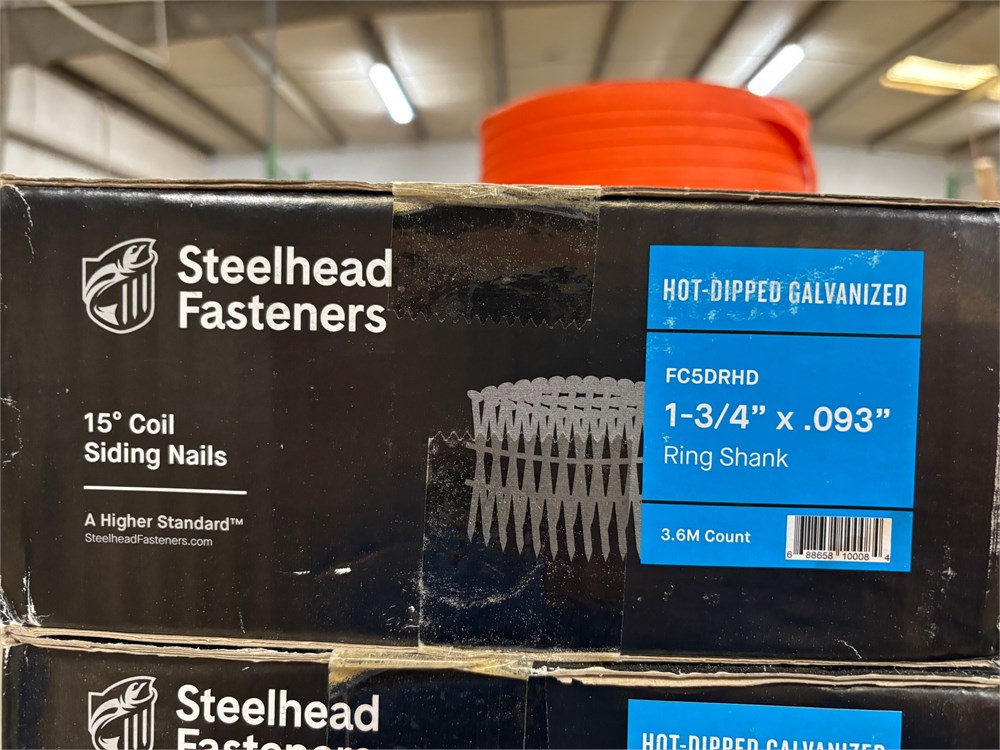 Steelhead
Fasteners
15° Coil
Siding Nails
A Higher Standard™
SteelheadFasteners.com
HOT-DIPPED GALVANIZED
FC5DRHD
1-3/4” x .093”
Ring Shank
3.6M Count
6 88658 10008 4
Steelhead
Fasteners
HOT-DIPPED GALVANIZED